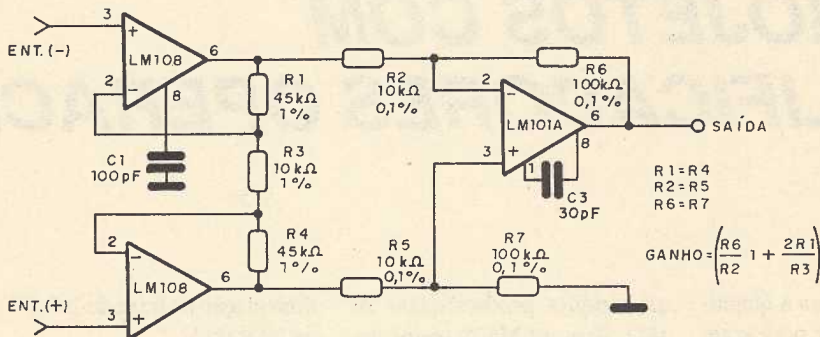 OJETOS COM
ENT.(-)
3
+
LM108
6
2
-
8
C1
100pF
R1
45kΩ
1%
R3
10kΩ
1%
R4
45kΩ
1%
2
-
LM108
6
ENT.(+)
3
+
R2
10kΩ
0,1%
R6
100kΩ
0,1%
2
-
LM101A
6
3
+
1
8
C3
30pF
SAÍDA
R5
10kΩ
0,1%
R7
100kΩ
0,1%
R1=R4
R2=R5
R6=R7
GANHO=(R6/R2 1 + 2R1/R3)